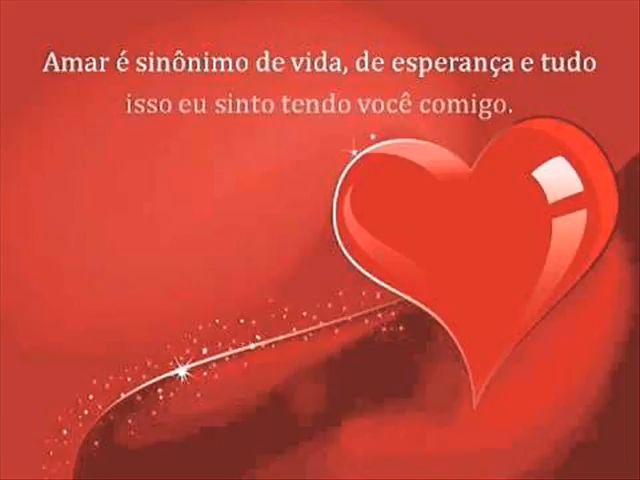 Amar é sinônimo de vida, de esperança e tudo
isso eu sinto tendo você comigo.